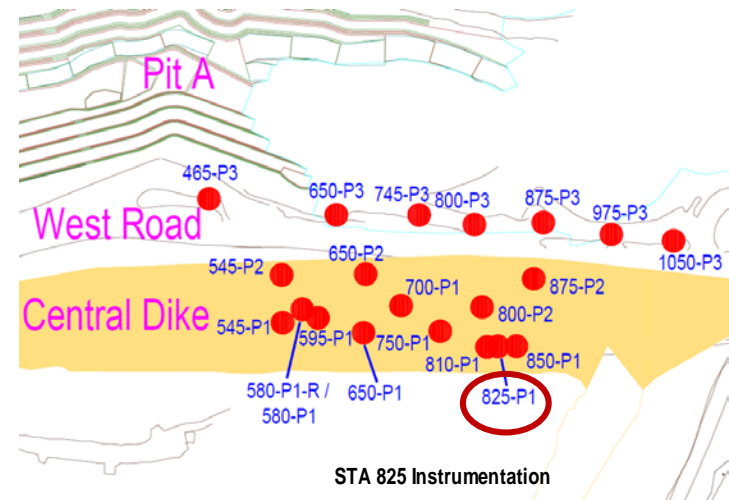 Pit A
465-P3
650-P3
745-P3
800-P3
875-P3
975-P3
1050-P3
West Road
545-P2
650-P2
700-P1
875-P2
800-P2
Central Dike
545-P1
595-P1
750-P1
810-P1
850-P1
580-P1-R /
580-P1
650-P1
825-P1
STA 825 Instrumentation